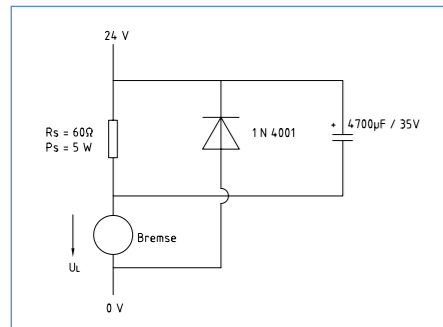 24 V
Rs = 60Ω
Ps = 5 W
1 N 4001
+ 4700µF / 35V
Bremse
UL
0 V